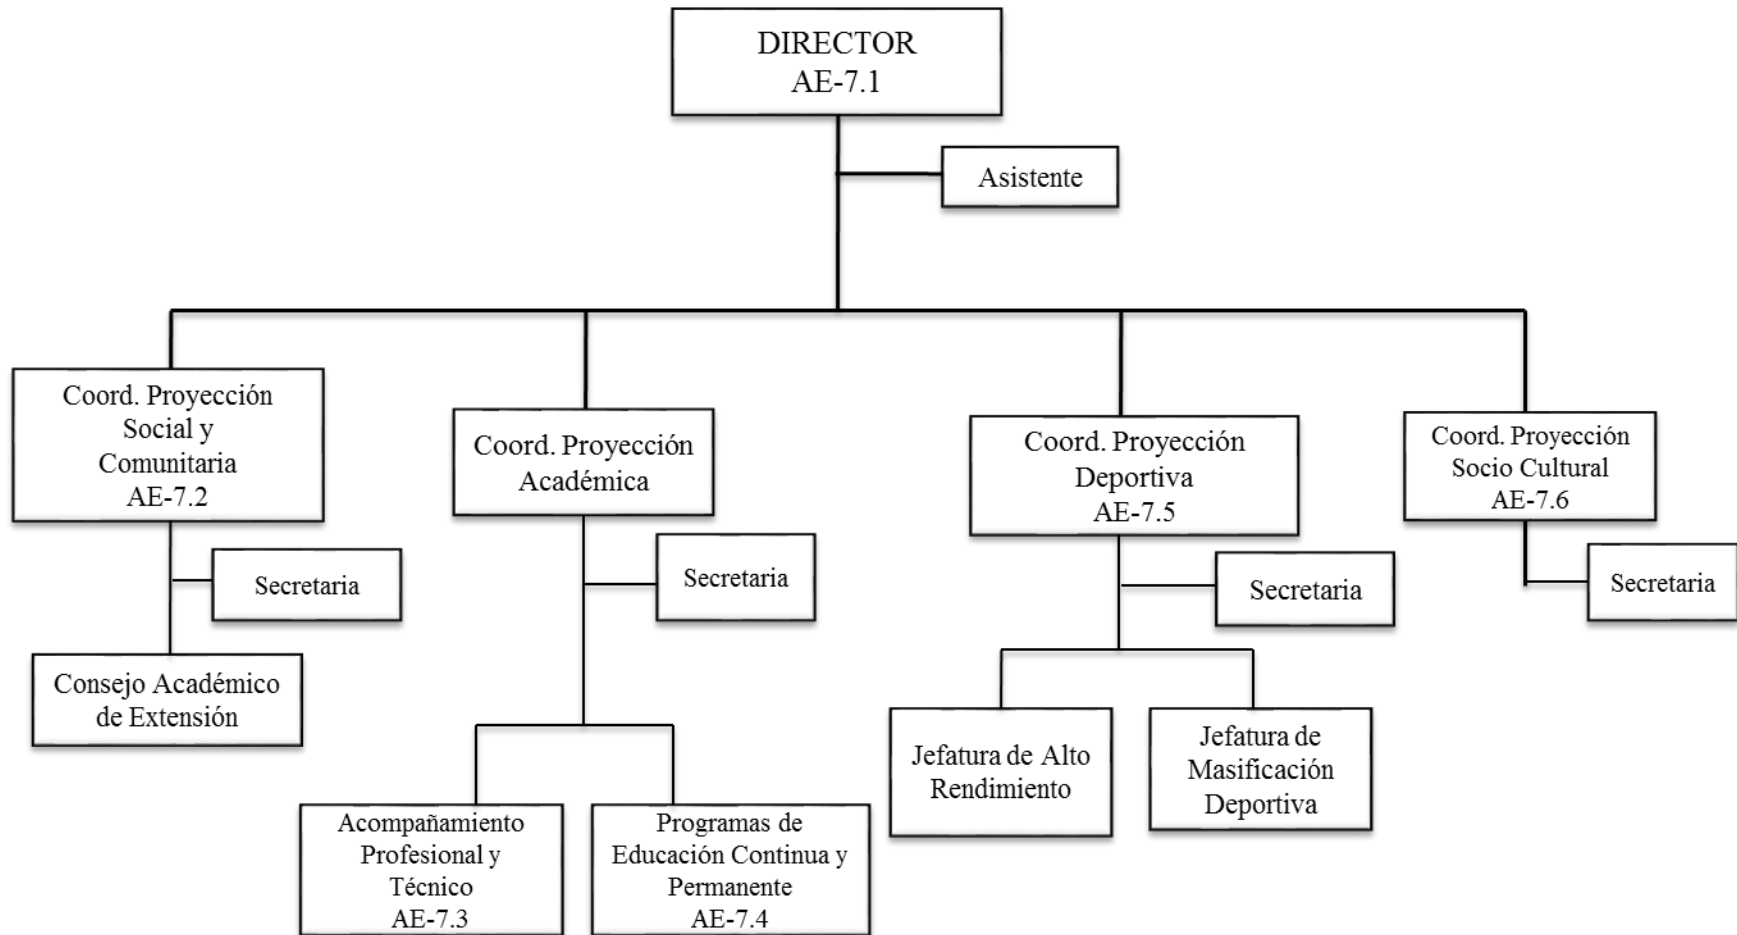 DIRECTOR
AE-7.1
Asistente
Coord. Proyección
Social y
Comunitaria
AE-7.2
Coord. Proyección
Académica
Coord. Proyección
Deportiva
AE-7.5
Coord. Proyección
Socio Cultural
AE-7.6
Secretaria
Secretaria
Secretaria
Secretaria
Consejo Académico
de Extensión
Jefatura de Alto
Rendimiento
Jefatura de
Masificación
Deportiva
Acompañamiento
Profesional y
Técnico
AE-7.3
Programas de
Educación Continua y
Permanente
AE-7.4